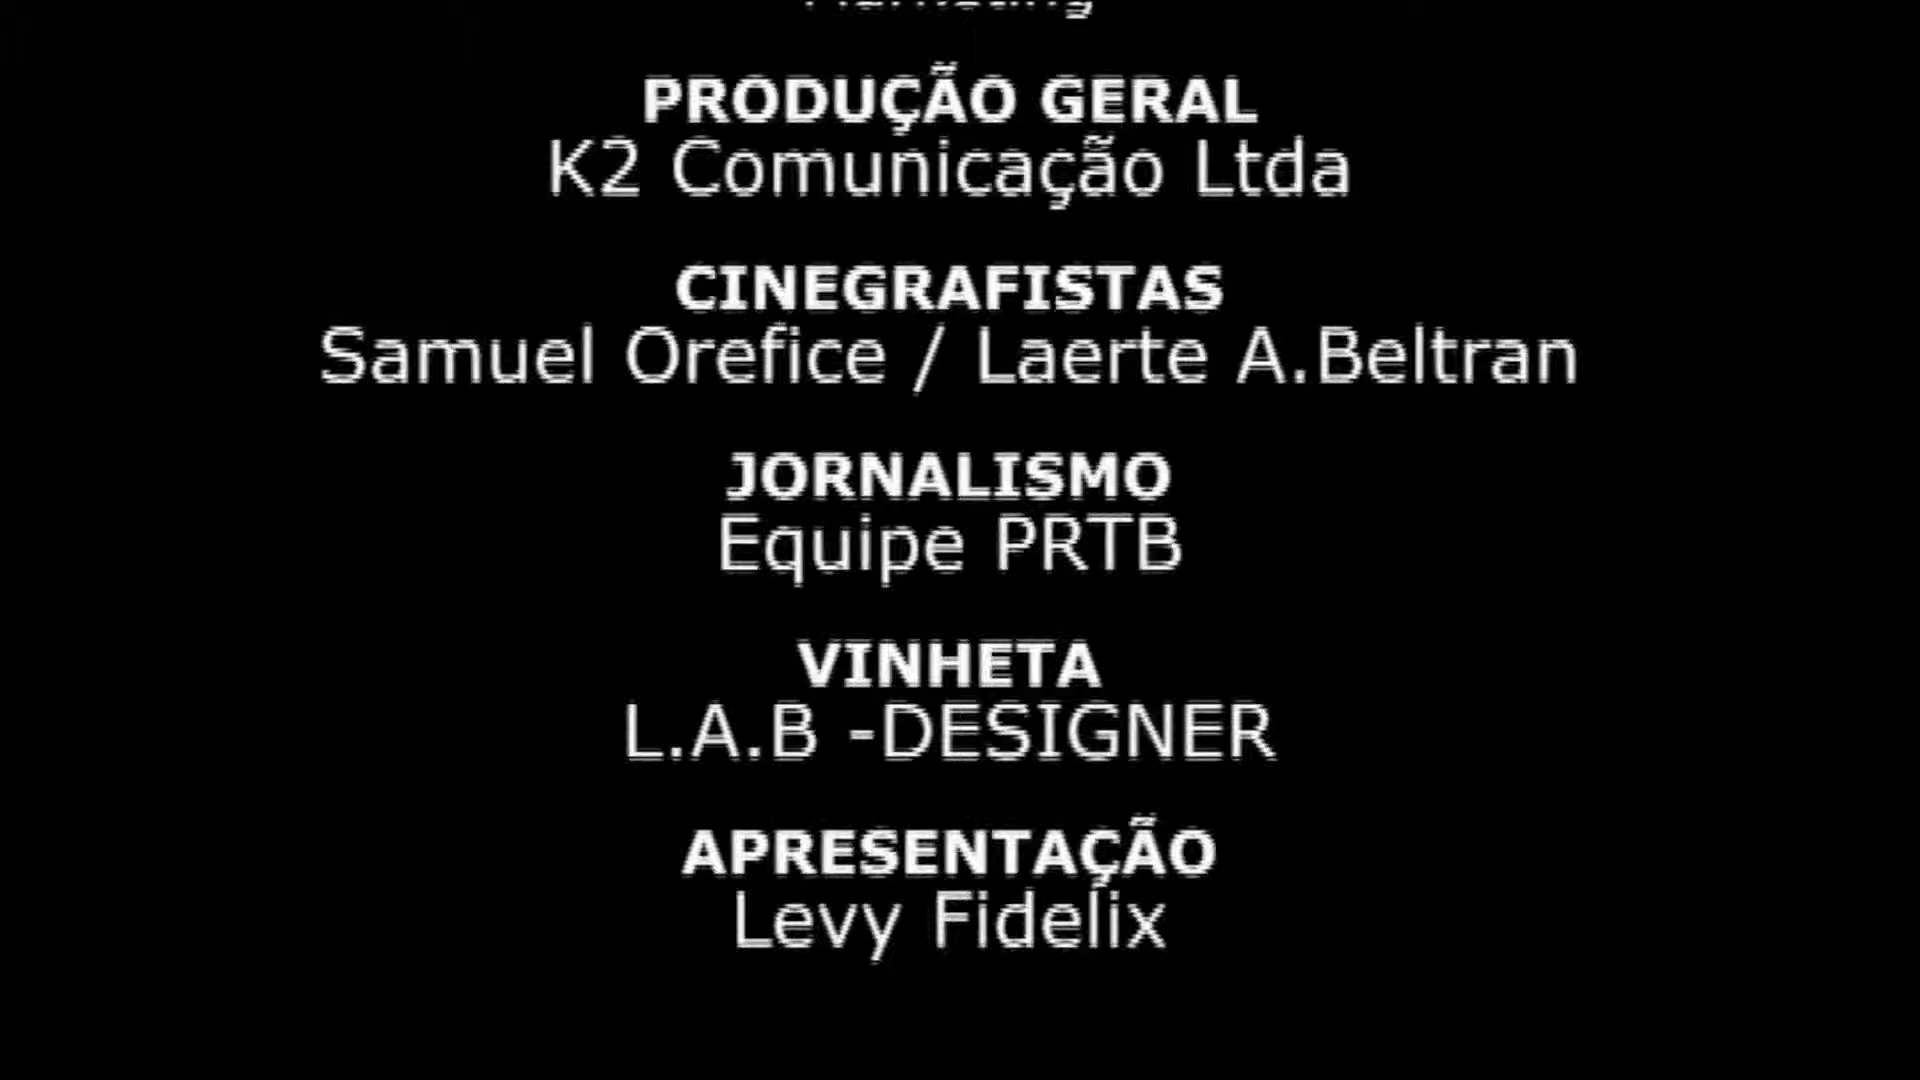 PRODUÇÃO GERAL
K2 Comunicação Ltda
CINEGRAFISTAS
Samuel Orefice / Laerte A.Beltran
JORNALISMO
Equipe PRTB
VINHETA
L.A.B -DESIGNER
APRESENTAÇÃO
Levy Fidelix